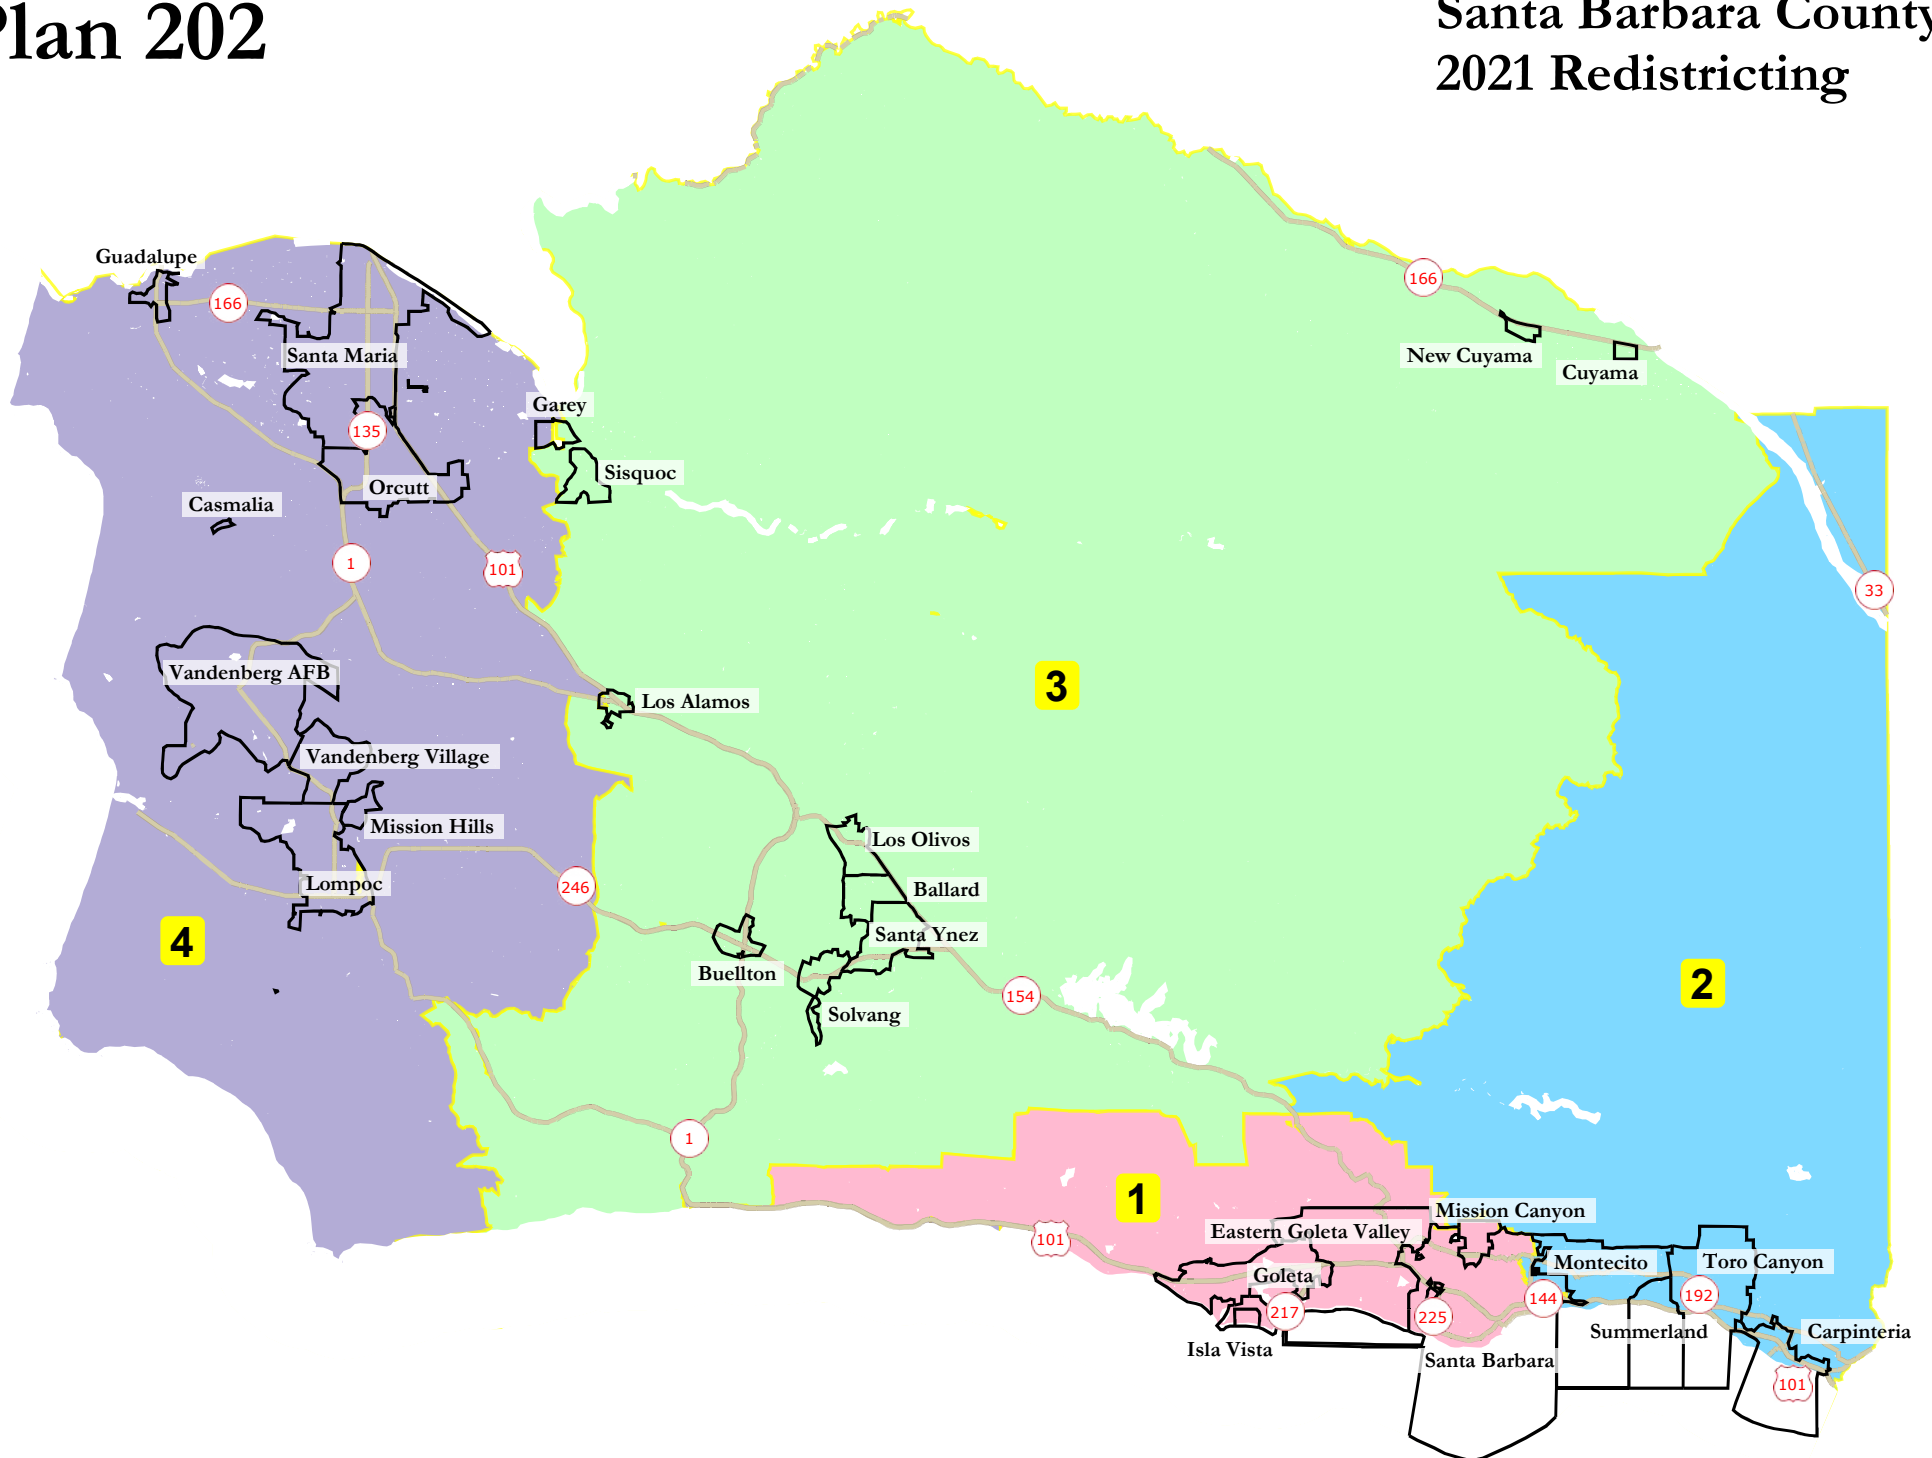 Plan 202
Santa Barbara County
2021 Redistricting
Guadalupe
166
Santa Maria
135
Orcutt
Casmalia
1
101
Garey
Sisquoc
166
New Cuyama
Cuyama
33
Vandenberg AFB
Vandenberg Village
Mission Hills
Lompoc
4
246
Los Alamos
3
Los Olivos
Ballard
Santa Ynez
Buellton
Solvang
154
2
1
1
101
Eastern Goleta Valley
Mission Canyon
Goleta
217
Isla Vista
225
Santa Barbara
144
Montecito
Toro Canyon
192
Summerland
Carpinteria
101